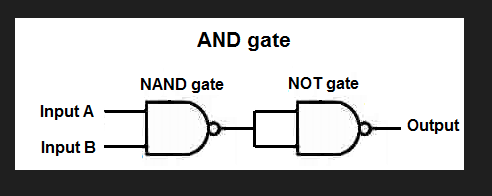 AND gate
NAND gate
NOT gate
Input A
Output
Input B